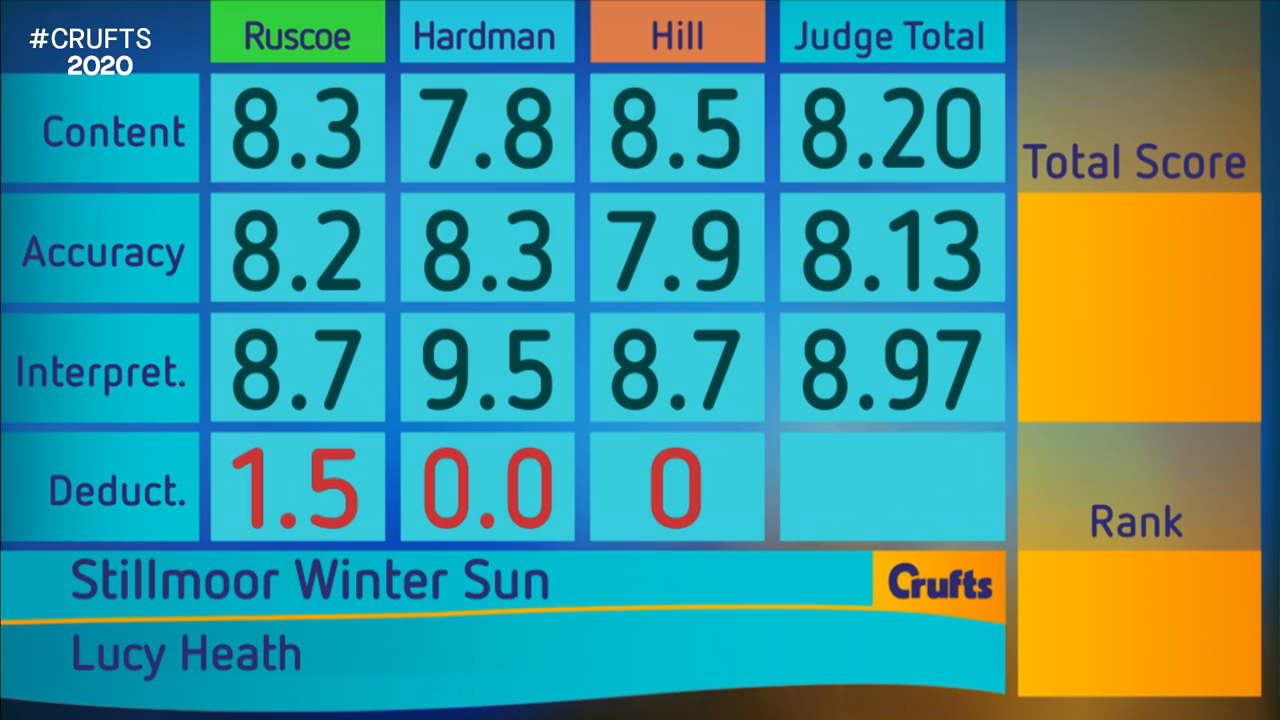 #CRUFTS
2020
Ruscoe Hardman Hill Judge Total
Content 8.3 7.8 8.5 8.20
Total Score
Accuracy 8.2 8.3 7.9 8.13
Interpret. 8.7 9.5 8.7 8.97
Deduct. 1.5 0.0 0
Rank
Stillmoor Winter Sun
Crufts
Lucy Heath